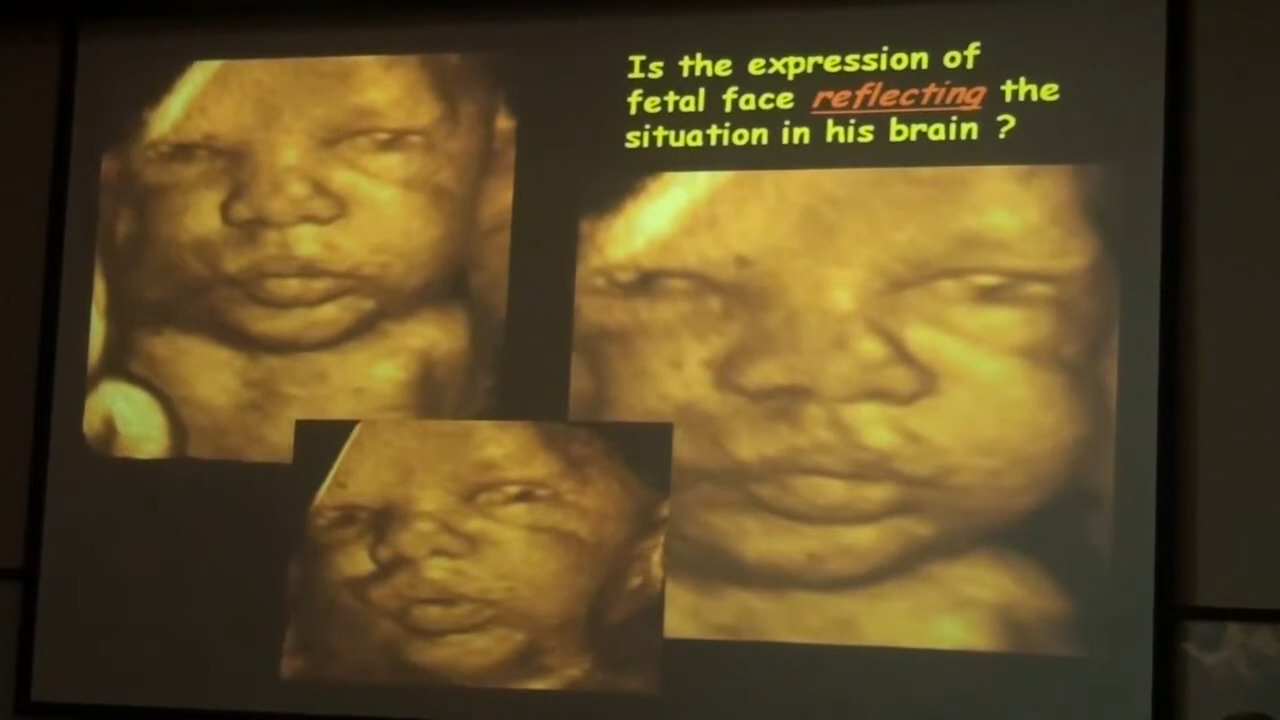 Is the expression of
fetal face reflecting the
situation in his brain ?